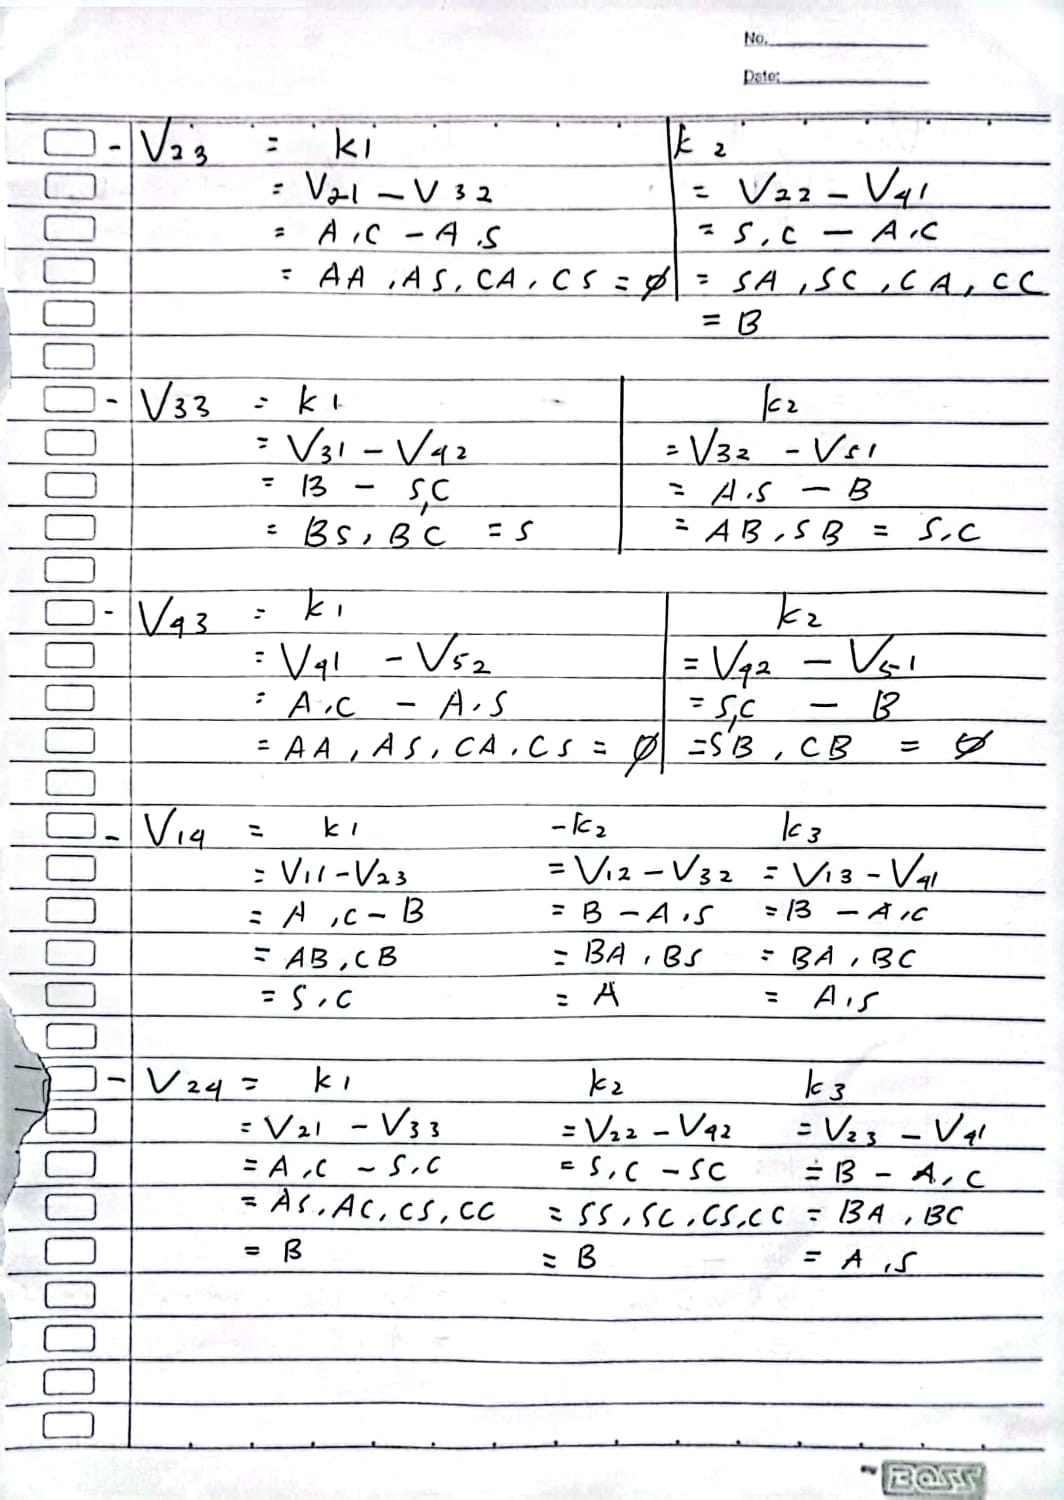 No.
Date:
- V23 = k1 k2
= V21 - V32 = V22 - V41
= A,C - A,S = S,C - A,C
= AA, AS, CA, CS = ∅ = SA, SC, CA, CC
= B
- V33 = k1 k2
= V31 - V42 = V32 - V51
= B - S,C = A,S - B
= BS, BC = S = AB, SB = S,C
- V43 = k1 k2
= V41 - V52 = V42 - V51
= A,C - A,S = S,C - B
= AA, AS, CA, CS = ∅ = SB, CB = ∅
- V14 = k1 - k2 k3
= V11 - V23 = V12 - V32 = V13 - V41
= A,C - B = B - A,S = B - A,C
= AB, CB = BA, BS = BA, BC
= S,C = A = A,S
- V24 = k1 k2 k3
= V21 - V33 = V22 - V42 = V23 - V41
= A,C - S,C = S,C - SC = B - A,C
= AS, AC, CS, CC = SS, SC, CS, CC = BA, BC
= B = B = A,S
BOSS